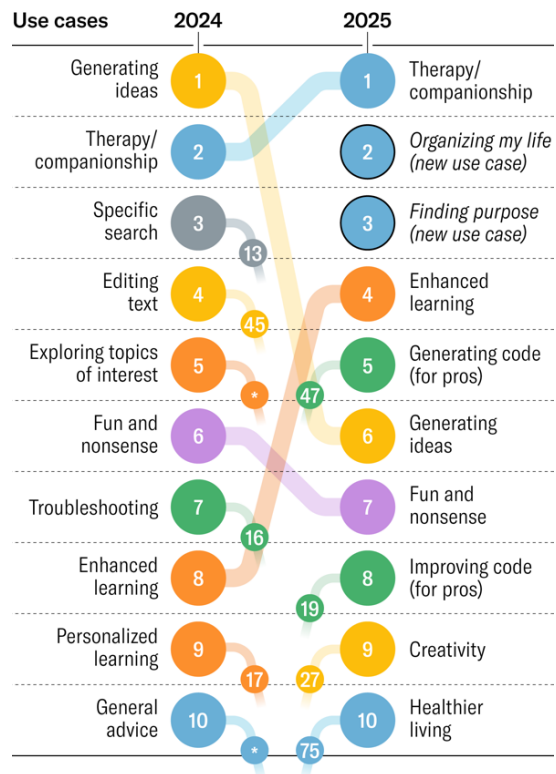 Use cases 2024 2025
Generating
ideas
1
1
Therapy/
companionship
Therapy/
companionship
2
2
Organizing my life
(new use case)
Specific
search
3
13
3
Finding purpose
(new use case)
Editing
text
4
45
4
Enhanced
learning
Exploring topics
of interest
5
*
47
5
Generating code
(for pros)
Fun and
nonsense
6
6
Generating
ideas
Troubleshooting
7
16
7
Fun and
nonsense
Enhanced
learning
8
19
8
Improving code
(for pros)
Personalized
learning
9
17
27
9
Creativity
General
advice
10
*
75
10
Healthier
living